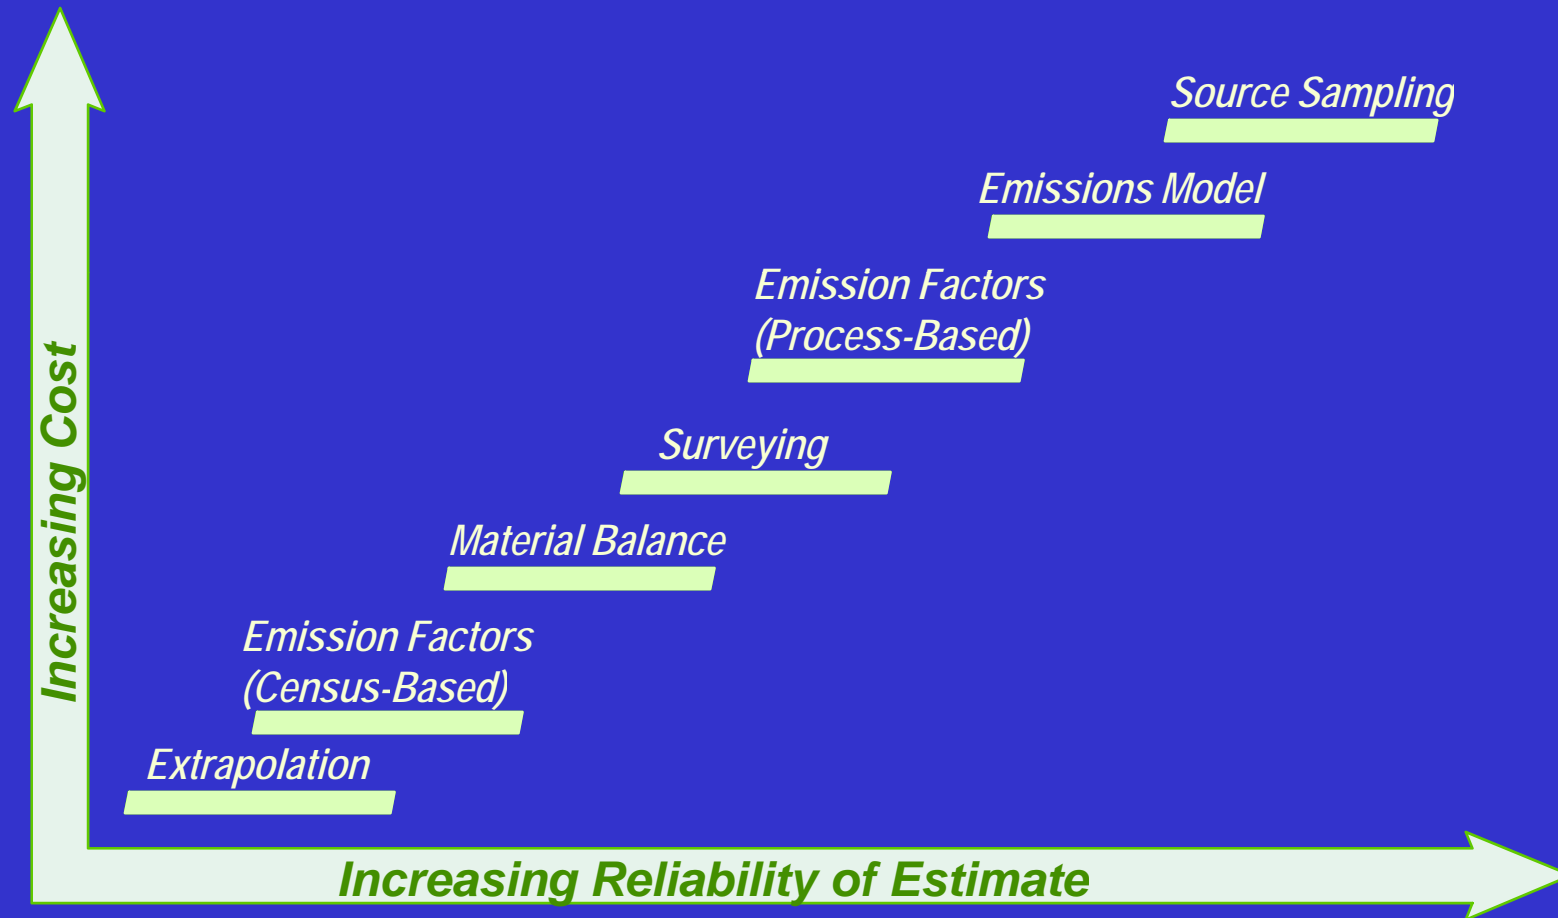 Source Sampling
Emissions Model
Emission Factors
(Process-Based)
Surveying
Material Balance
Emission Factors
(Census-Based)
Extrapolation
Increasing Cost
Increasing Reliability of Estimate